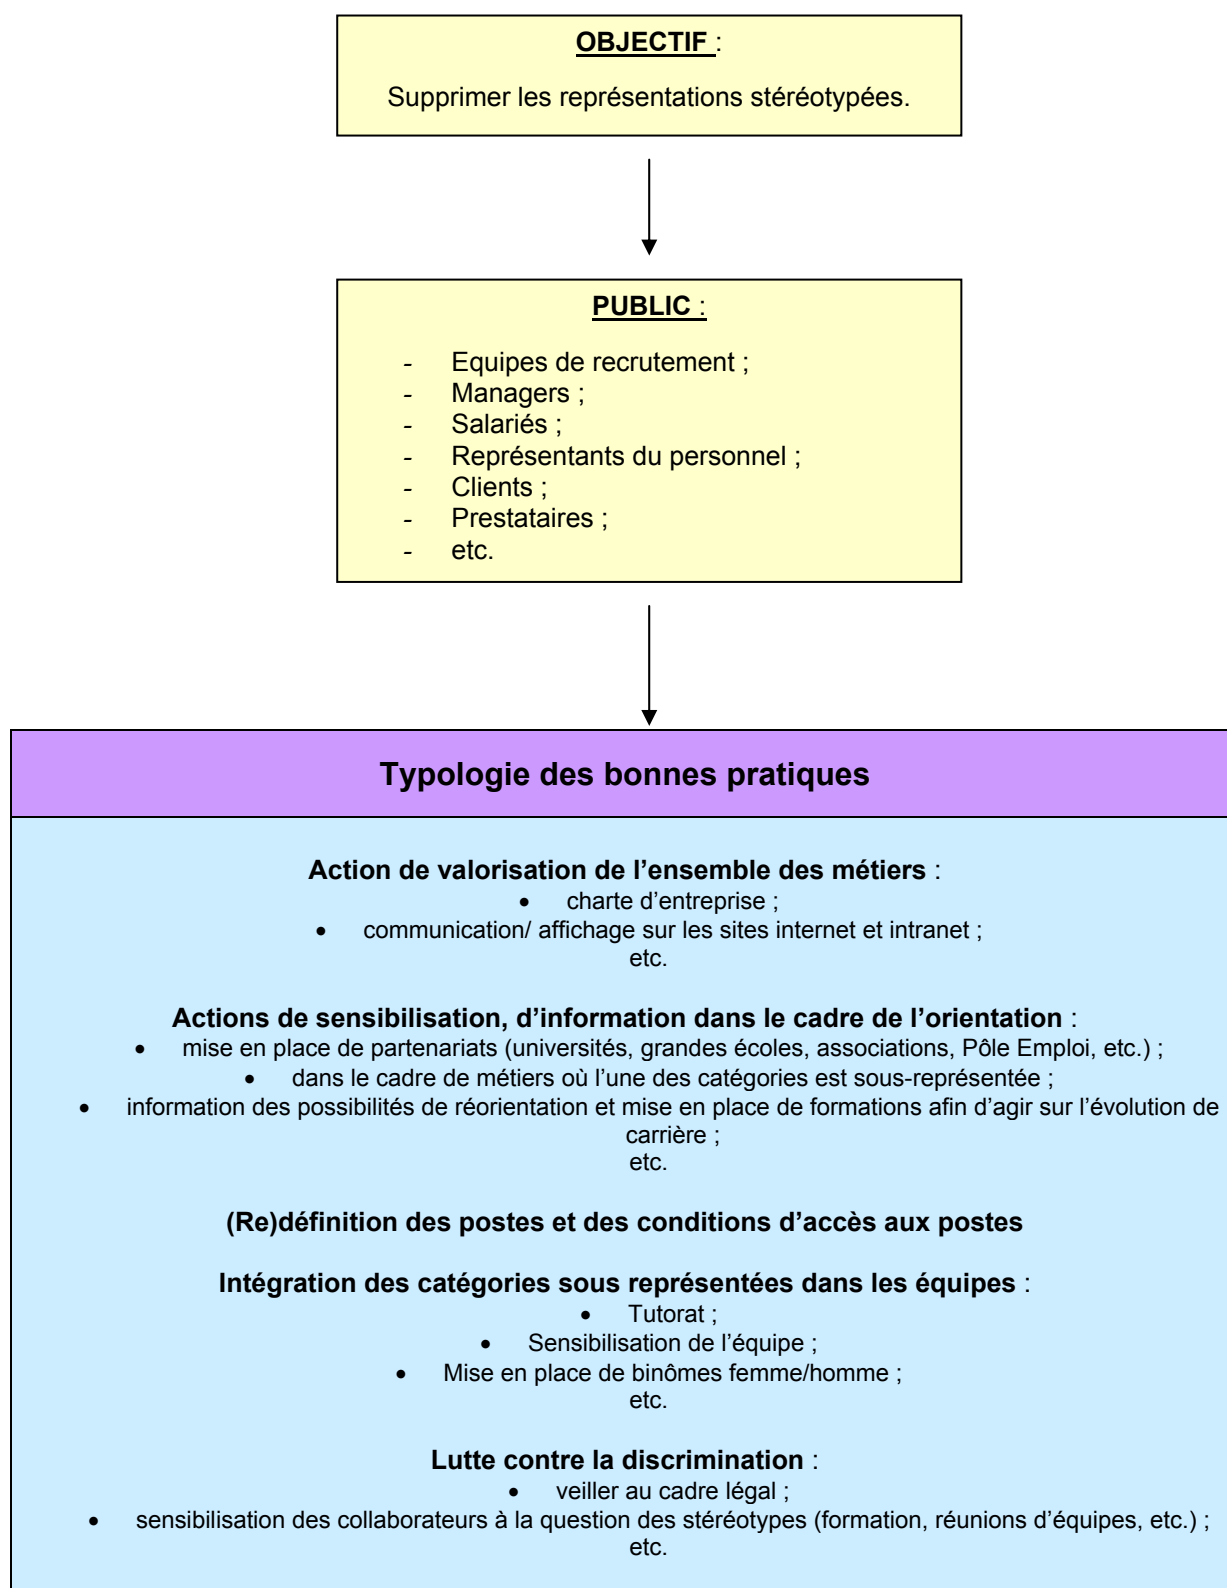 OBJECTIF :
Supprimer les représentations stéréotypées.
PUBLIC :
- Equipes de recrutement ;
- Managers ;
- Salariés ;
- Représentants du personnel ;
- Clients ;
- Prestataires ;
- etc.
Typologie des bonnes pratiques
Action de valorisation de l’ensemble des métiers :
• charte d’entreprise ;
• communication/ affichage sur les sites internet et intranet ;
etc.
Actions de sensibilisation, d’information dans le cadre de l’orientation :
• mise en place de partenariats (universités, grandes écoles, associations, Pôle Emploi, etc.) ;
• dans le cadre de métiers où l’une des catégories est sous-représentée ;
• information des possibilités de réorientation et mise en place de formations afin d’agir sur l’évolution de
carrière ;
etc.
(Re)définition des postes et des conditions d’accès aux postes
Intégration des catégories sous représentées dans les équipes :
• Tutorat ;
• Sensibilisation de l’équipe ;
• Mise en place de binômes femme/homme ;
etc.
Lutte contre la discrimination :
• veiller au cadre légal ;
• sensibilisation des collaborateurs à la question des stéréotypes (formation, réunions d’équipes, etc.) ;
etc.